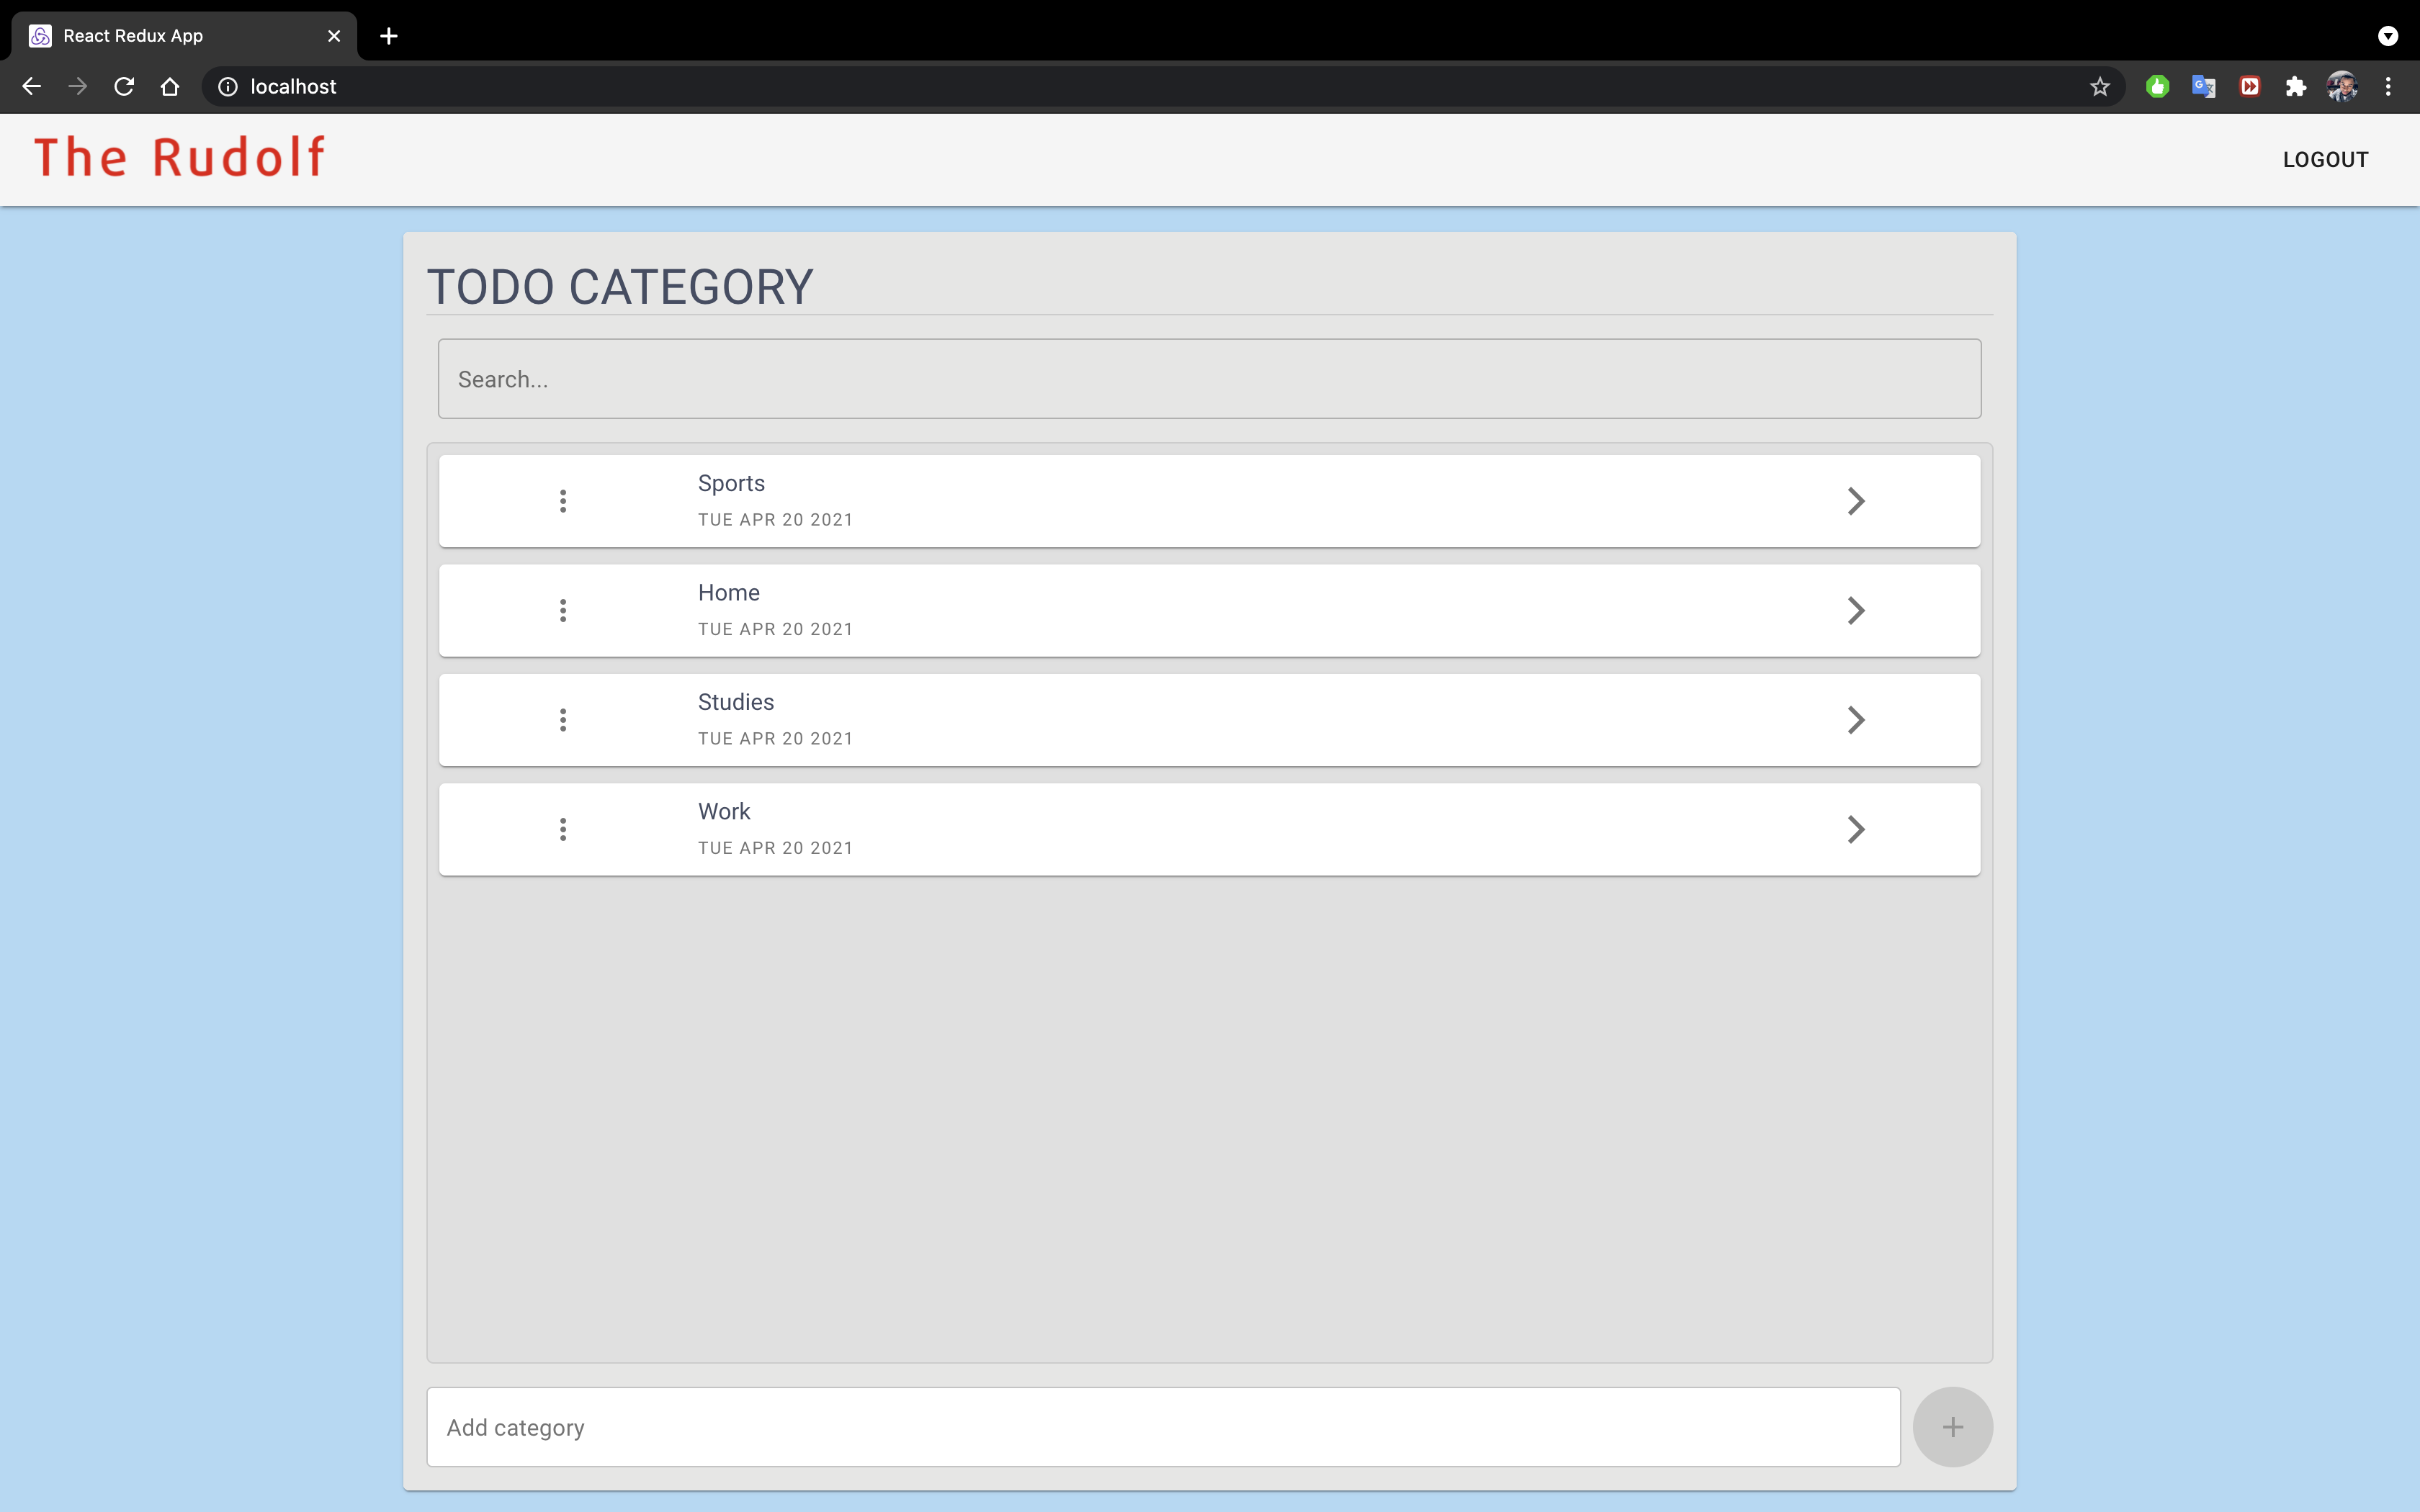 React Redux App
localhost
The Rudolf
LOGOUT
TODO CATEGORY
Search...
Sports
TUE APR 20 2021
Home
TUE APR 20 2021
Studies
TUE APR 20 2021
Work
TUE APR 20 2021
Add category